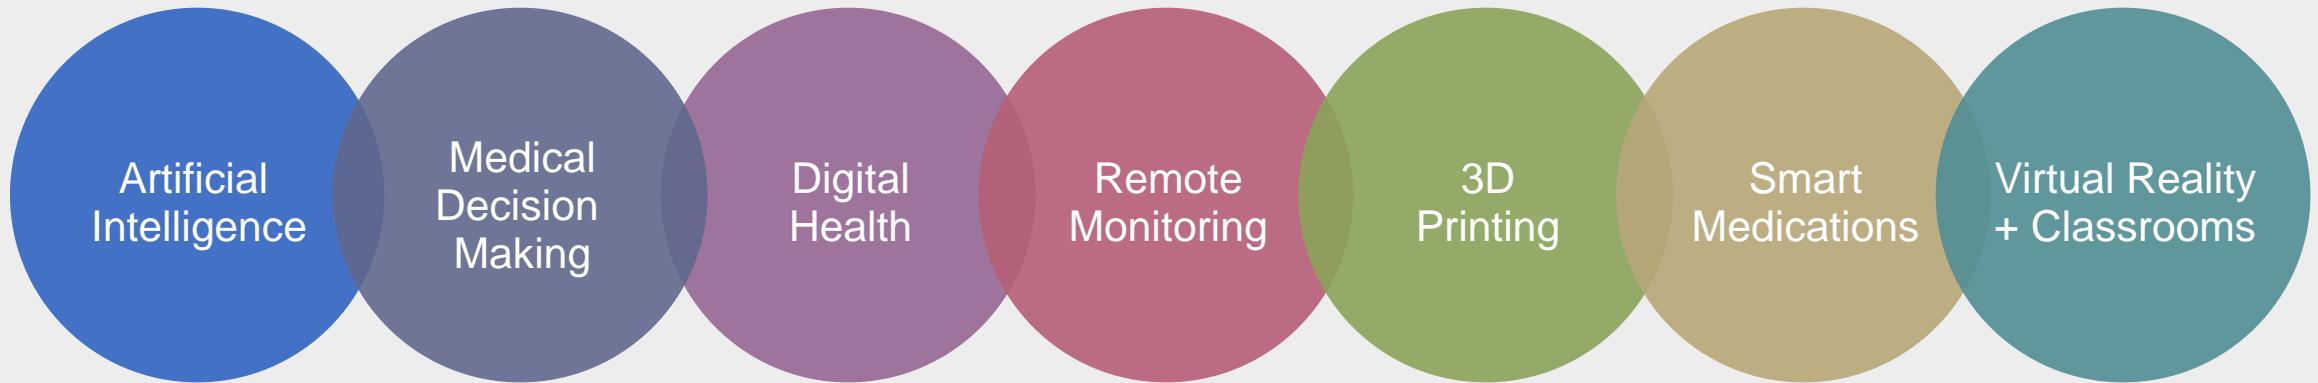 Artificial
Intelligence
Medical
Decision
Making
Digital
Health
Remote
Monitoring
3D
Printing
Smart
Medications
Virtual Reality
+ Classrooms